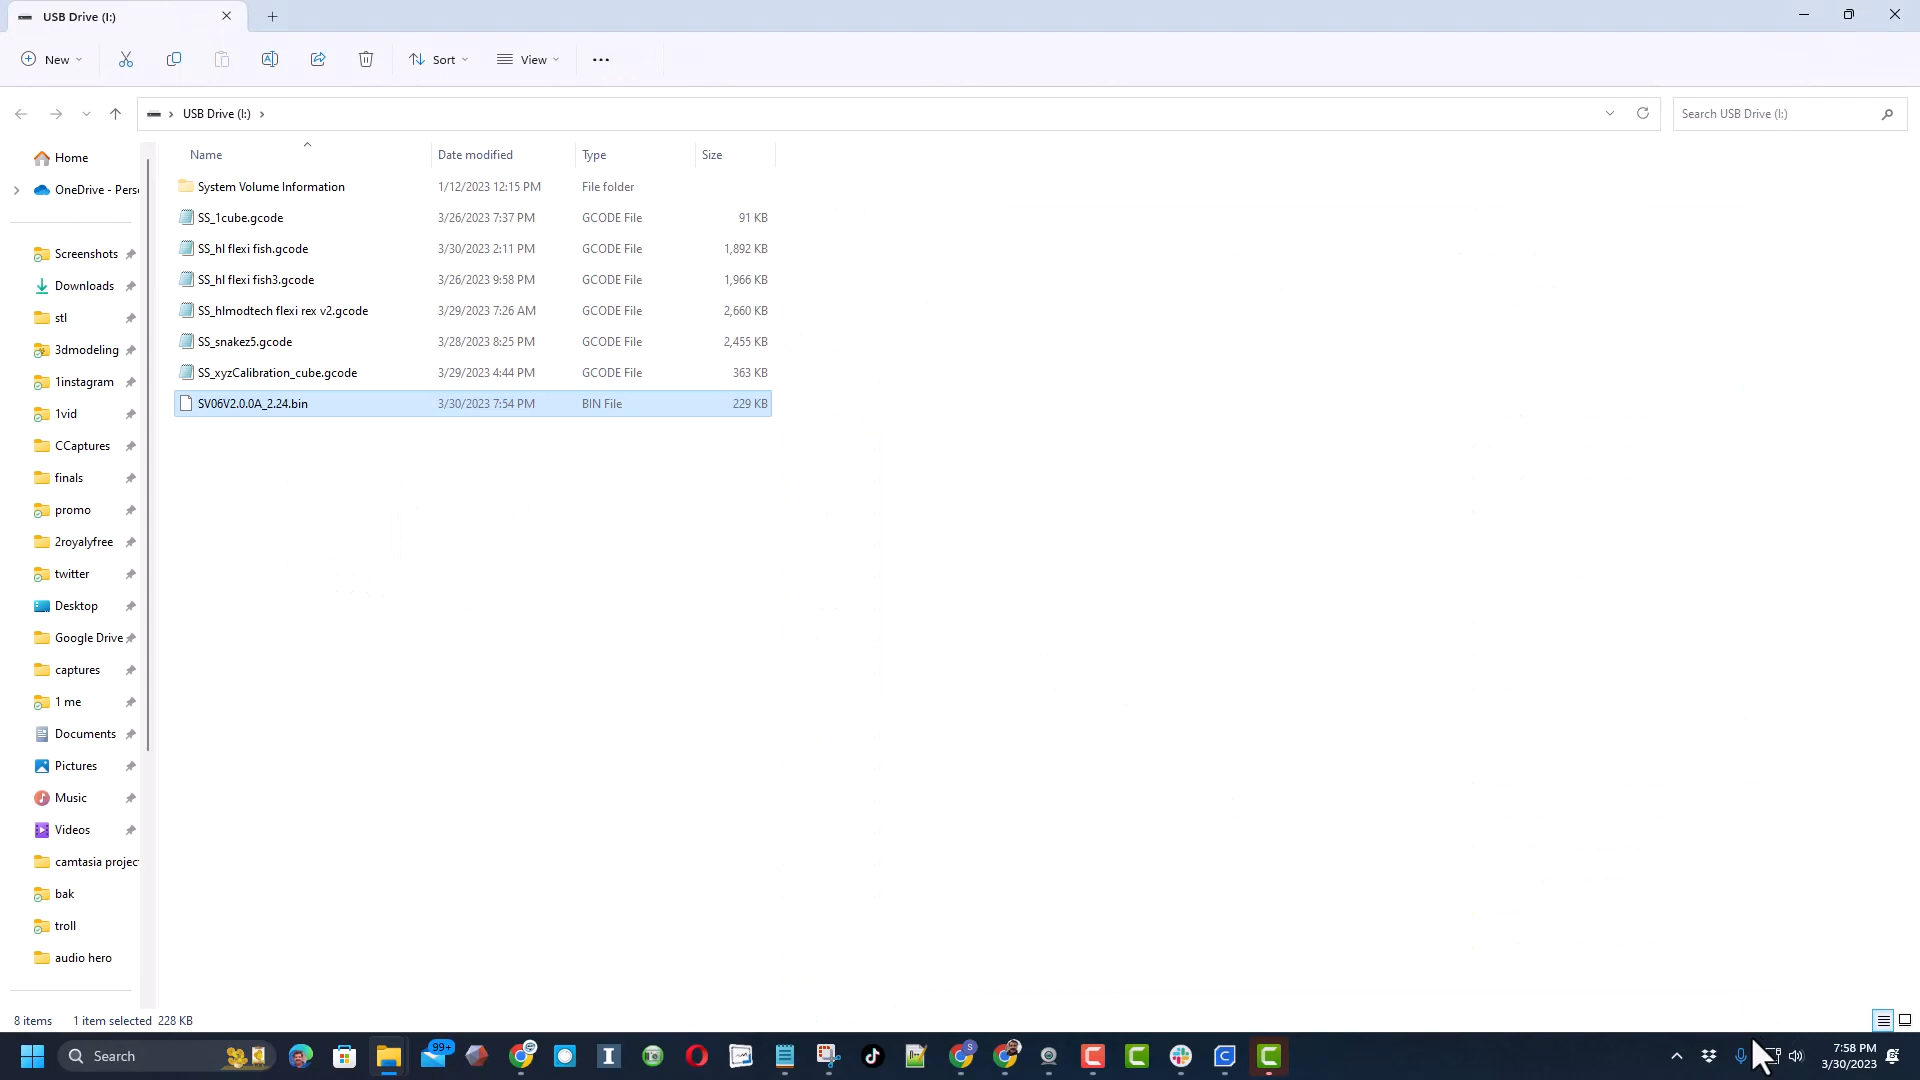 USB Drive (I:)
New
Sort
View
USB Drive (I:)
Search USB Drive (I:)
Name Date modified Type Size
Home
OneDrive - Pers
Screenshots
Downloads
stl
3dmodeling
1instagram
1vid
CCaptures
finals
promo
2royalyfree
twitter
Desktop
Google Drive
captures
1 me
Documents
Pictures
Music
Videos
camtasia projec
bak
troll
audio hero
System Volume Information 1/12/2023 12:15 PM File folder
SS_1cube.gcode 3/26/2023 7:37 PM GCODE File 91 KB
SS_hl flexi fish.gcode 3/30/2023 2:11 PM GCODE File 1,892 KB
SS_hl flexi fish3.gcode 3/26/2023 9:58 PM GCODE File 1,966 KB
SS_hlmodtech flexi rex v2.gcode 3/29/2023 7:26 AM GCODE File 2,660 KB
SS_snakez5.gcode 3/28/2023 8:25 PM GCODE File 2,455 KB
SS_xyzCalibration_cube.gcode 3/29/2023 4:44 PM GCODE File 363 KB
SV06V2.0.0A_2.24.bin 3/30/2023 7:54 PM BIN File 229 KB
8 items 1 item selected 228 KB
Search
99+
S
7:58 PM
3/30/2023